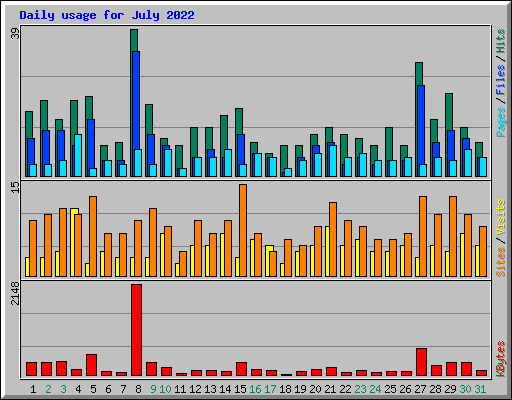 Daily usage for July 2022
39
Pages / Files / Hits
15
Sites / Visits
2148
KBytes
1 2 3 4 5 6 7 8 9 10 11 12 13 14 15 16 17 18 19 20 21 22 23 24 25 26 27 28 29 30 31